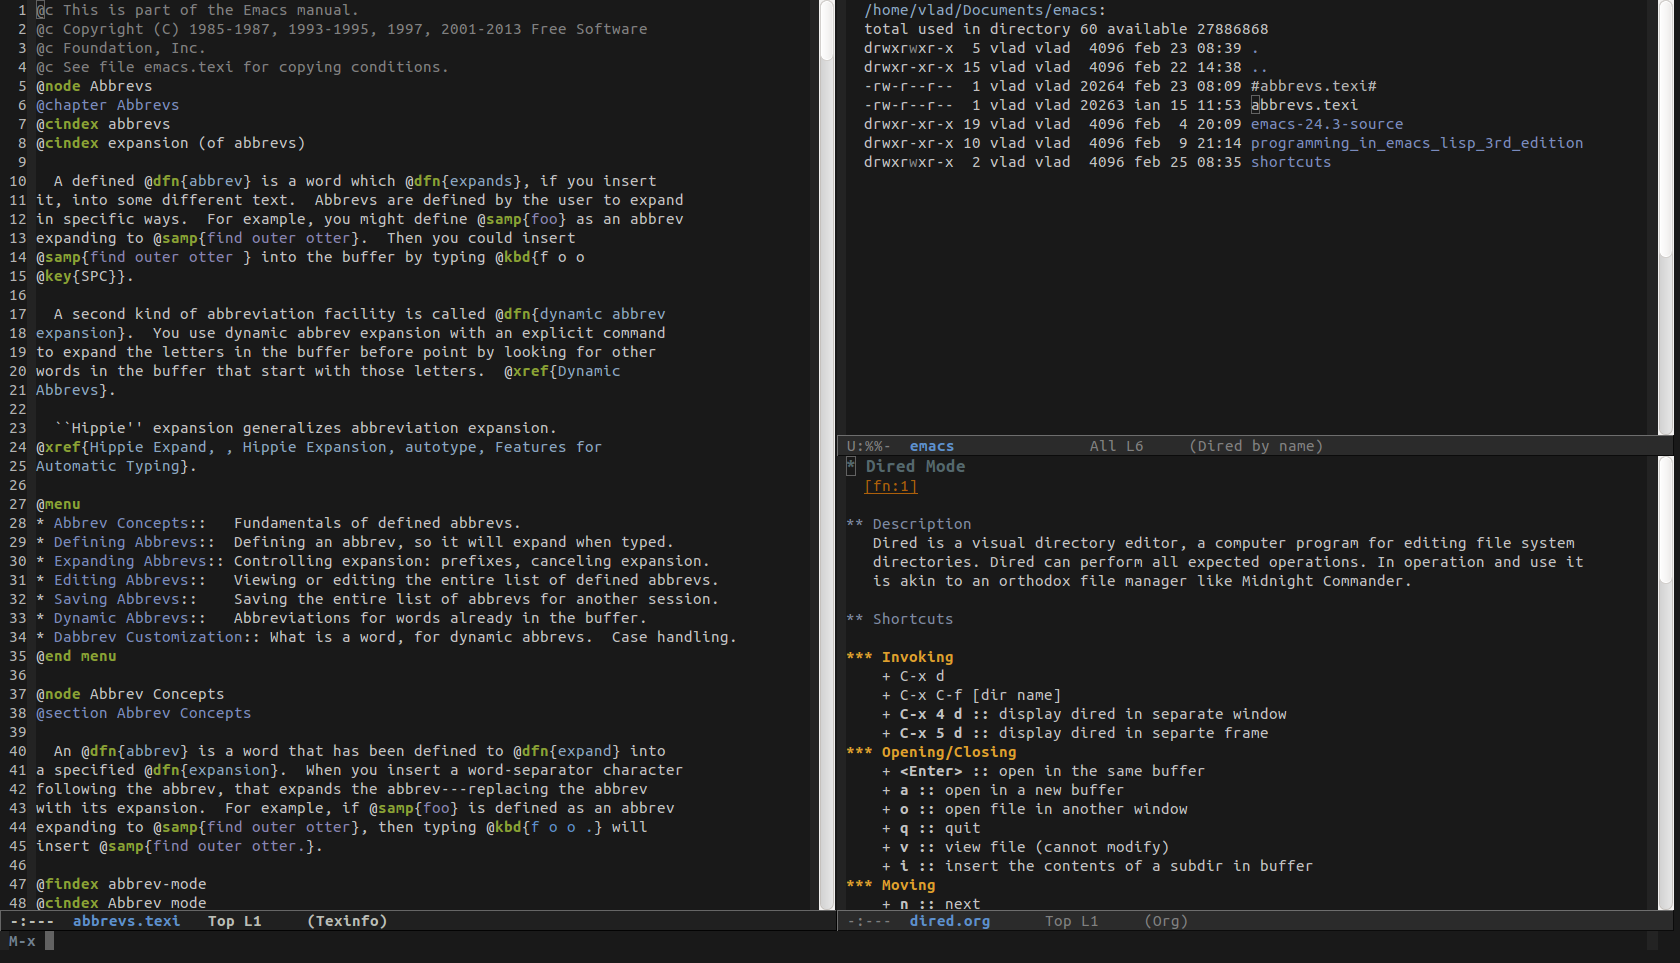 1 @c This is part of the Emacs manual.
2 @c Copyright (C) 1985-1987, 1993-1995, 1997, 2001-2013 Free Software
3 @c Foundation, Inc.
4 @c See file emacs.texi for copying conditions.
5 @node Abbrevs
6 @chapter Abbrevs
7 @cindex abbrevs
8 @cindex expansion (of abbrevs)
9
10   A defined @dfn{abbrev} is a word which @dfn{expands}, if you insert
11 it, into some different text.  Abbrevs are defined by the user to expand
12 in specific ways.  For example, you might define @samp{foo} as an abbrev
13 expanding to @samp{find outer otter}.  Then you could insert
14 @samp{find outer otter } into the buffer by typing @kbd{f o o
15 @key{SPC}}.
16
17   A second kind of abbreviation facility is called @dfn{dynamic abbrev
18 expansion}.  You use dynamic abbrev expansion with an explicit command
19 to expand the letters in the buffer before point by looking for other
20 words in the buffer that start with those letters.  @xref{Dynamic
21 Abbrevs}.
22
23   ``Hippie'' expansion generalizes abbreviation expansion.
24 @xref{Hippie Expand, , Hippie Expansion, autotype, Features for
25 Automatic Typing}.
26
27 @menu
28 * Abbrev Concepts::   Fundamentals of defined abbrevs.
29 * Defining Abbrevs::  Defining an abbrev, so it will expand when typed.
30 * Expanding Abbrevs:: Controlling expansion: prefixes, canceling expansion.
31 * Editing Abbrevs::   Viewing or editing the entire list of defined abbrevs.
32 * Saving Abbrevs::    Saving the entire list of abbrevs for another session.
33 * Dynamic Abbrevs::   Abbreviations for words already in the buffer.
34 * Dabbrev Customization:: What is a word, for dynamic abbrevs.  Case handling.
35 @end menu
36
37 @node Abbrev Concepts
38 @section Abbrev Concepts
39
40   An @dfn{abbrev} is a word that has been defined to @dfn{expand} into
41 a specified @dfn{expansion}.  When you insert a word-separator character
42 following the abbrev, that expands the abbrev---replacing the abbrev
43 with its expansion.  For example, if @samp{foo} is defined as an abbrev
44 expanding to @samp{find outer otter}, then typing @kbd{f o o .} will
45 insert @samp{find outer otter.}.
46
47 @findex abbrev-mode
48 @cindex Abbrev mode
-:---  abbrevs.texi   Top L1     (Texinfo)
/home/vlad/Documents/emacs:
total used in directory 60 available 27886868
drwxrwxr-x  5 vlad vlad  4096 feb 23 08:39 .
drwxr-xr-x 15 vlad vlad  4096 feb 22 14:38 ..
-rw-r--r--  1 vlad vlad 20264 feb 23 08:09 #abbrevs.texi#
-rw-r--r--  1 vlad vlad 20263 ian 15 11:53 abbrevs.texi
drwxr-xr-x 19 vlad vlad  4096 feb  4 20:09 emacs-24.3-source
drwxr-xr-x 10 vlad vlad  4096 feb  9 21:14 programming_in_emacs_lisp_3rd_edition
drwxrwxr-x  2 vlad vlad  4096 feb 25 08:35 shortcuts
U:%%-  emacs               All L6     (Dired by name)
* Dired Mode
[fn:1]
** Description
Dired is a visual directory editor, a computer program for editing file system
directories. Dired can perform all expected operations. In operation and use it
is akin to an orthodox file manager like Midnight Commander.
** Shortcuts
*** Invoking
+ C-x d
+ C-x C-f [dir name]
+ C-x 4 d :: display dired in separate window
+ C-x 5 d :: display dired in separte frame
*** Opening/Closing
+ <Enter> :: open in the same buffer
+ a :: open in a new buffer
+ o :: open file in another window
+ q :: quit
+ v :: view file (cannot modify)
+ i :: insert the contents of a subdir in buffer
*** Moving
+ n :: next
-:---  dired.org      Top L1     (Org)
M-x